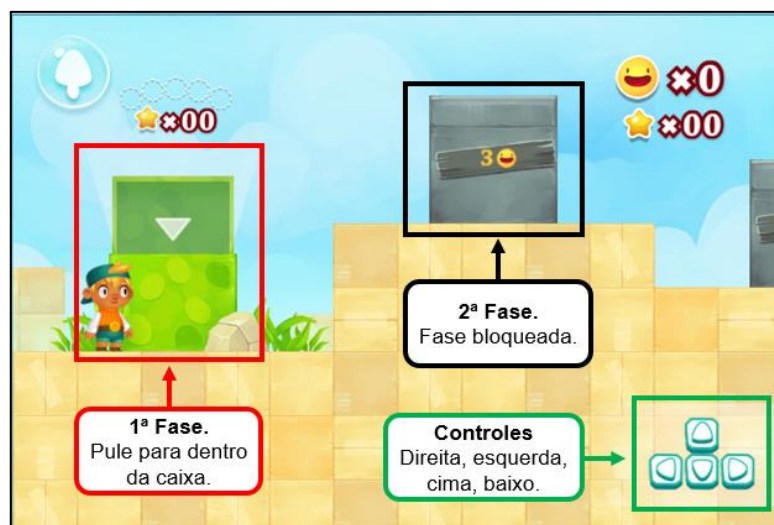 ×0
×00
×00
3
2ª Fase.
Fase bloqueada.
1ª Fase.
Pule para dentro
da caixa.
Controles
Direita, esquerda,
cima, baixo.